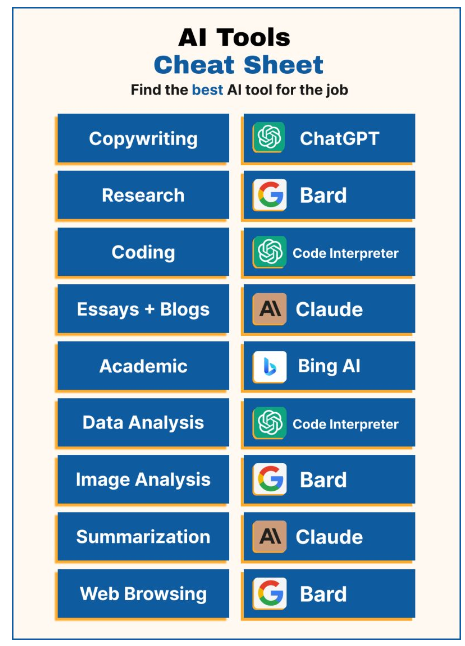 AI Tools
Cheat Sheet
Find the best AI tool for the job
Copywriting
ChatGPT
Research
Bard
Coding
Code Interpreter
Essays + Blogs
Claude
Academic
Bing AI
Data Analysis
Code Interpreter
Image Analysis
Bard
Summarization
Claude
Web Browsing
Bard